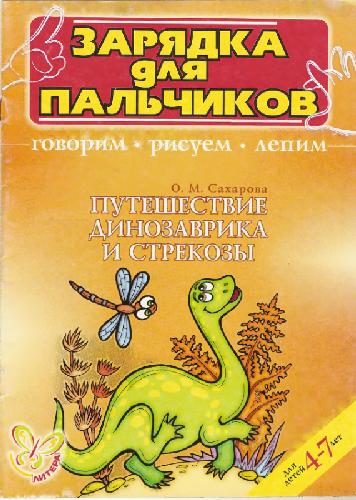 ЗАРЯДКА
для
ПАЛЬЧИКОВ
говорим • рисуем • лепим
О. М. Сахарова
ПУТЕШЕСТВИЕ
ДИНОЗАВРИКА
И СТРЕКОЗЫ
ЛИТЕРА
для
детей 4-7 лет